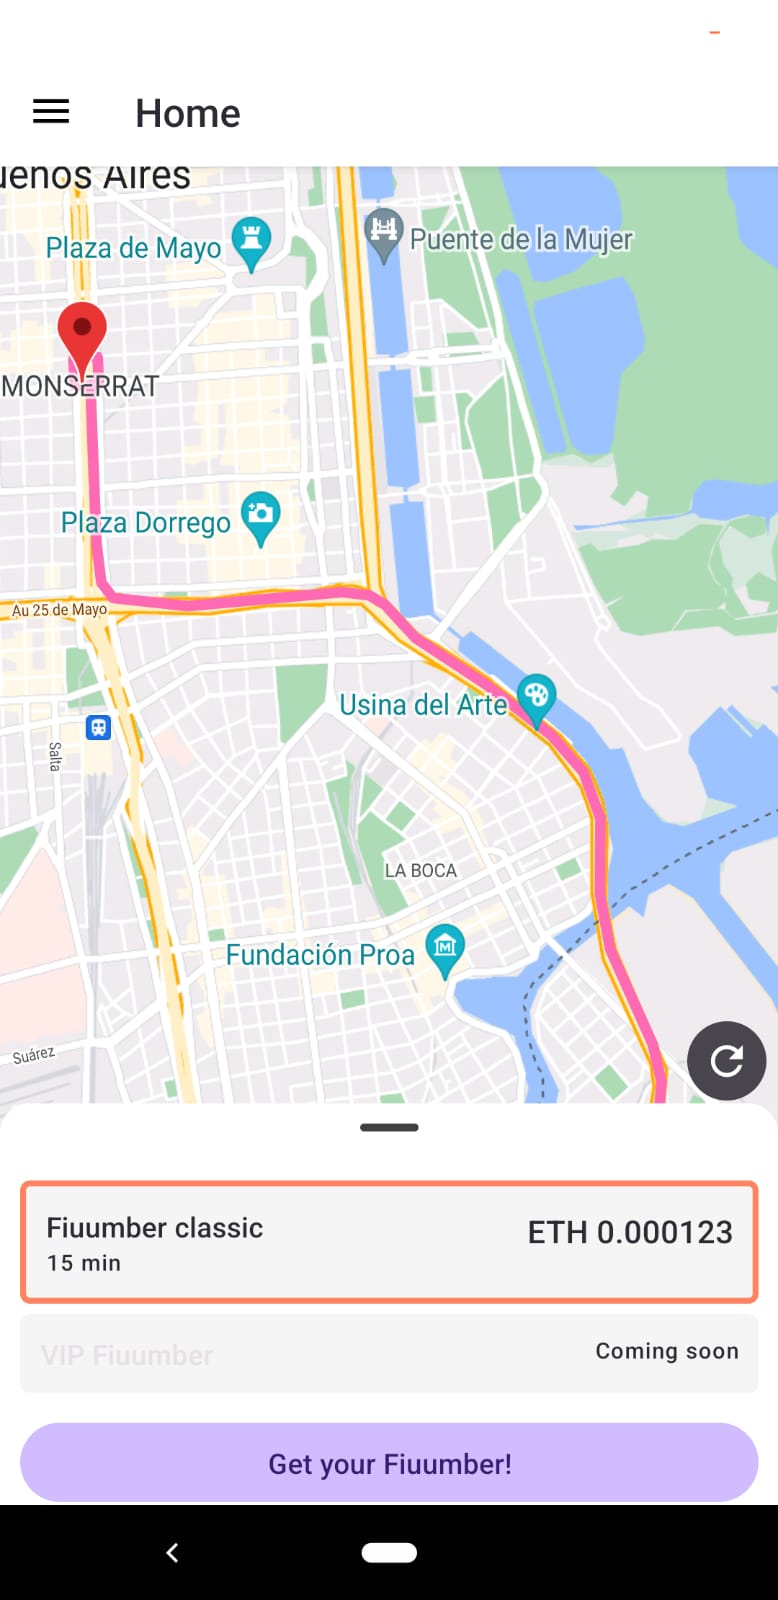 Home
uenos Aires
Plaza de Mayo
Puente de la Mujer
MONSERRAT
Plaza Dorrego
Au 25 de Mayo
Usina del Arte
Salta
LA BOCA
Fundación Proa
M
Suárez
Fiuumber classic
ETH 0.000123
15 min
VIP Fiuumber
Coming soon
Get your Fiuumber!